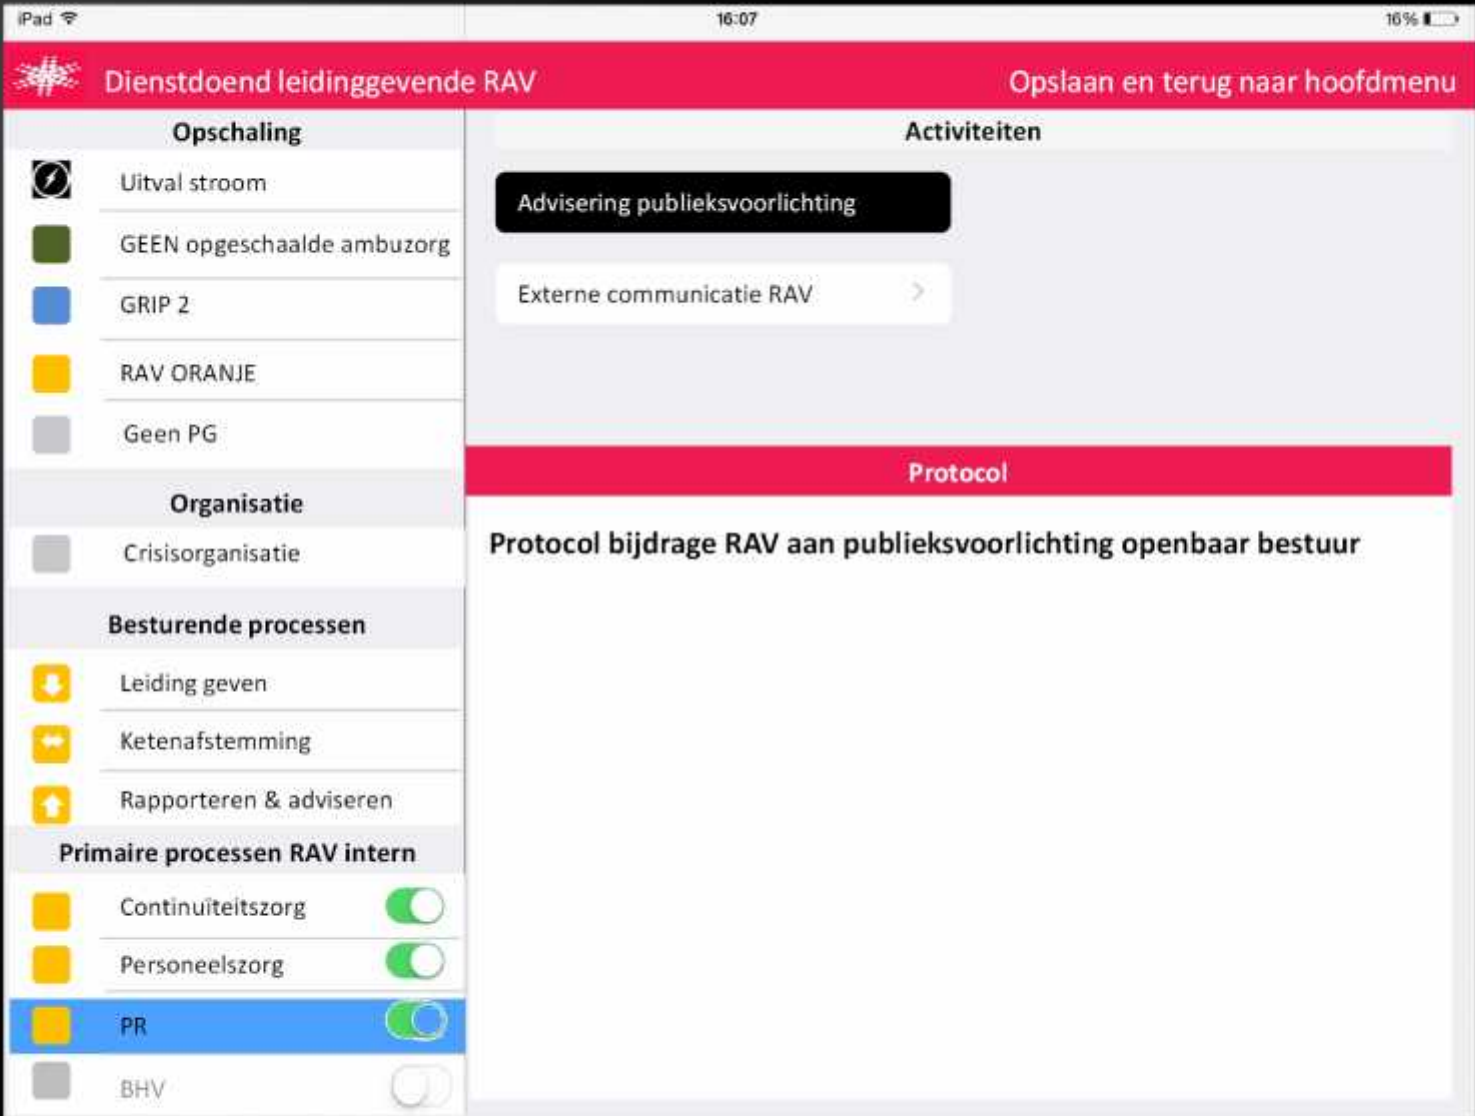 iPad
16:07
16%
Dienstdoend leidinggevende RAV
Opslaan en terug naar hoofdmenu
Opschaling
Uitval stroom
GEEN opgeschaalde ambuzorg
GRIP 2
RAV ORANJE
Geen PG
Organisatie
Crisisorganisatie
Besturende processen
Leiding geven
Ketenafstemming
Rapporteren & adviseren
Primaire processen RAV intern
Continuïteitszorg
Personeelszorg
PR
BHV
Activiteiten
Advisering publieksvoorlichting
Externe communicatie RAV
Protocol
Protocol bijdrage RAV aan publieksvoorlichting openbaar bestuur